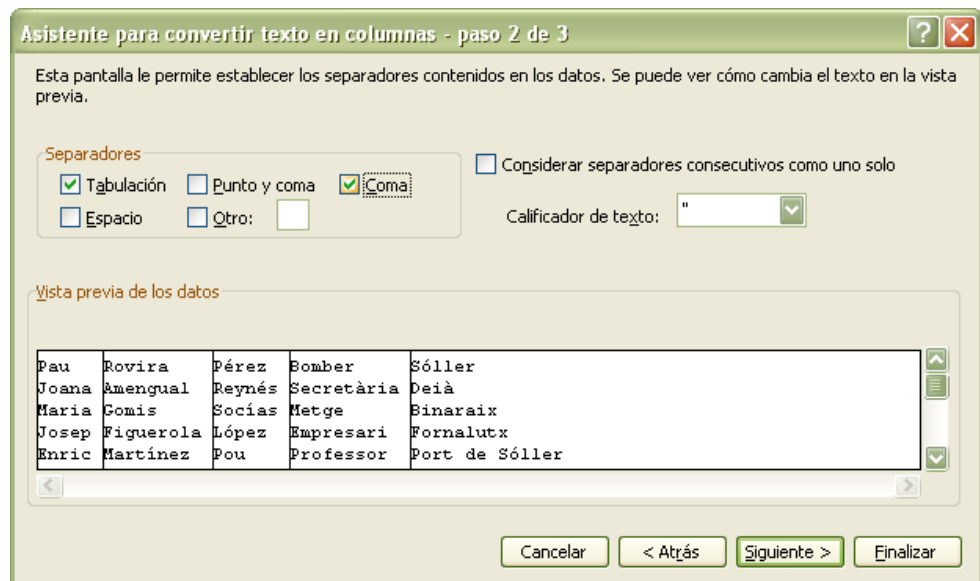 Asistente para convertir texto en columnas - paso 2 de 3
Esta pantalla le permite establecer los separadores contenidos en los datos. Se puede ver cómo cambia el texto en la vista
previa.
Separadores
Tabulación Punto y coma Coma
Espacio Otro:
Considerar separadores consecutivos como uno solo
Calificador de texto: "
Vista previa de los datos
Pau Rovira Pérez Bomber Sóller
Joana Amengual Reynés Secretària Deià
Maria Gomis Socías Metge Binaraix
Josep Figuerola López Empresari Fornalutx
Enric Martínez Pou Professor Port de Sóller
Cancelar < Atrás Siguiente > Finalizar